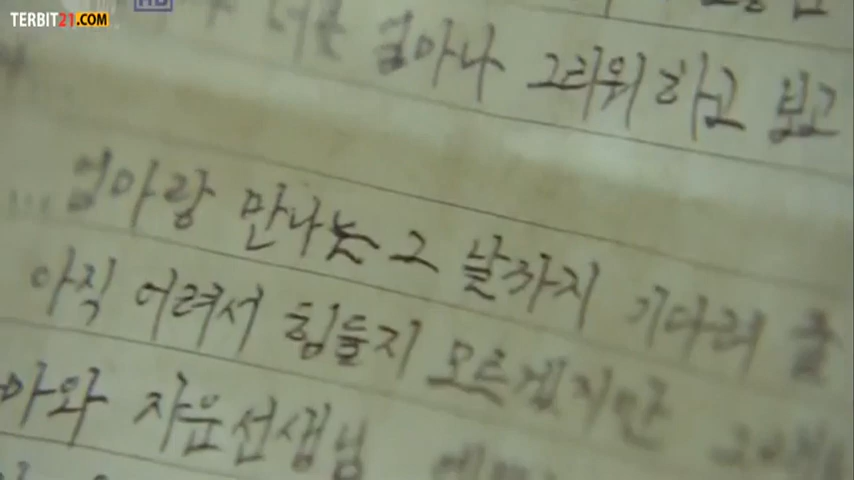 TERBIT21.COM
HD
얼마나 그리워하고 보고
엄마랑 만나는 그 날까지 기다려 줄
아직 어려서 힘들지 모르겠지만
마와 자운선생님